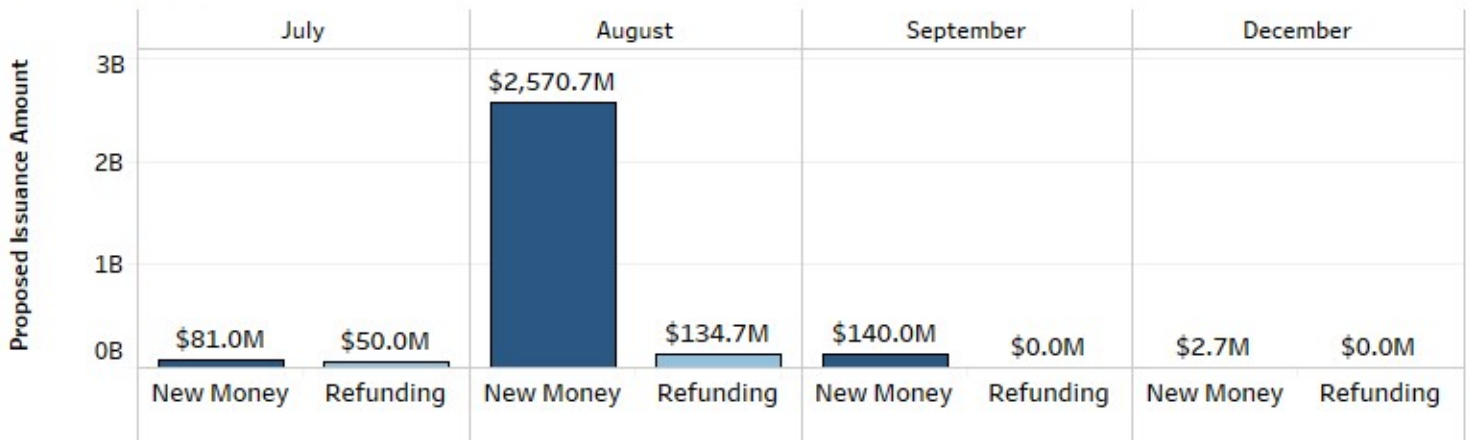 July August September December
Proposed Issuance Amount
3B
2B
1B
0B
$2,570.7M
$81.0M $50.0M $134.7M $140.0M $0.0M $2.7M $0.0M
New Money Refunding New Money Refunding New Money Refunding New Money Refunding